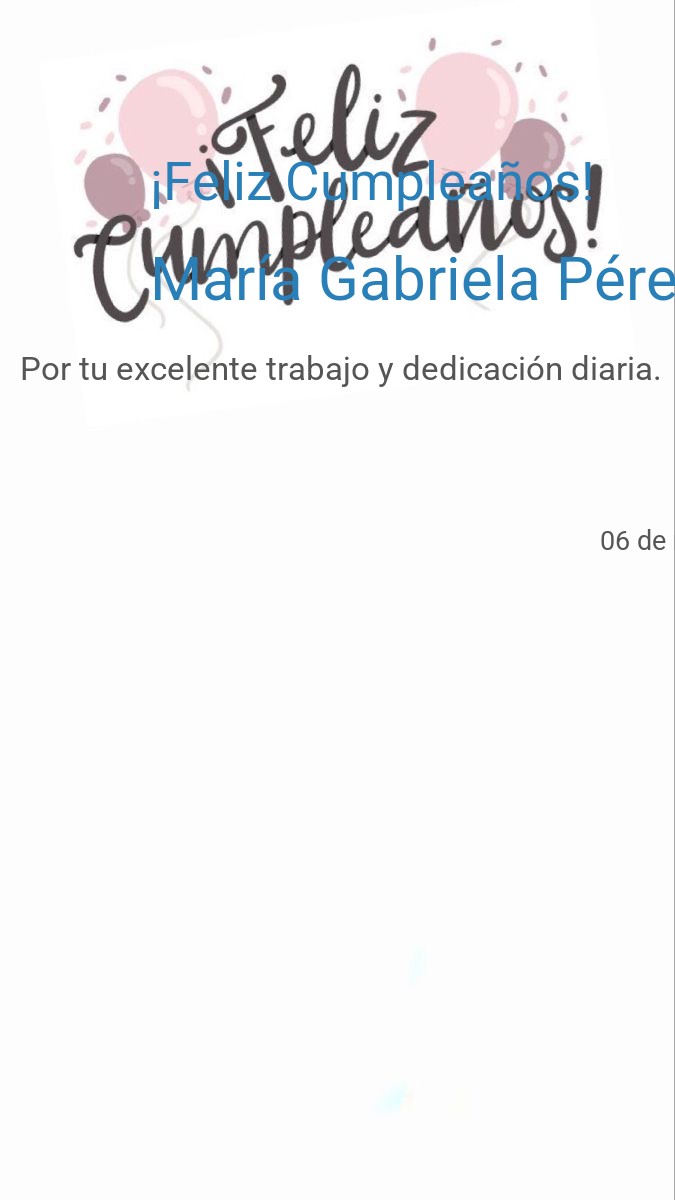 ¡Feliz
Cumpleaños!
¡Feliz Cumpleaños!
María Gabriela Pére
Por tu excelente trabajo y dedicación diaria.
06 de